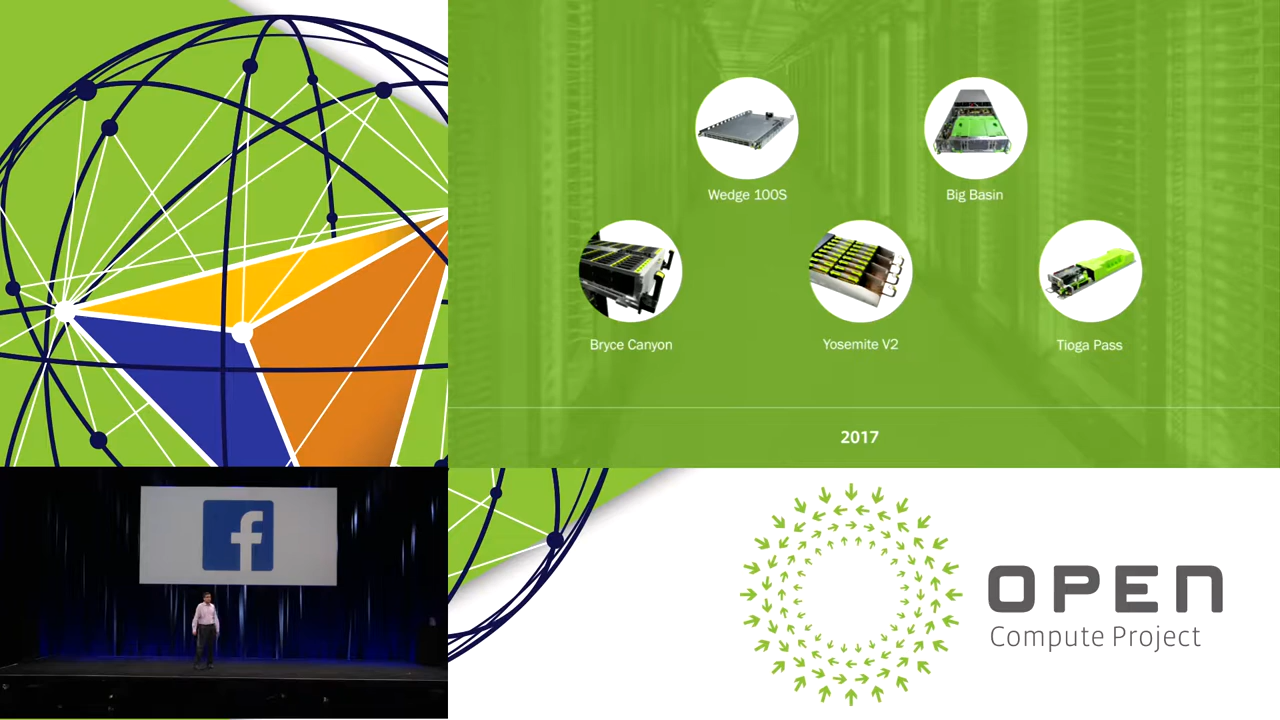 Wedge 100S
Big Basin
Bryce Canyon
Yosemite V2
Tioga Pass
2017
f
OPEN
Compute Project